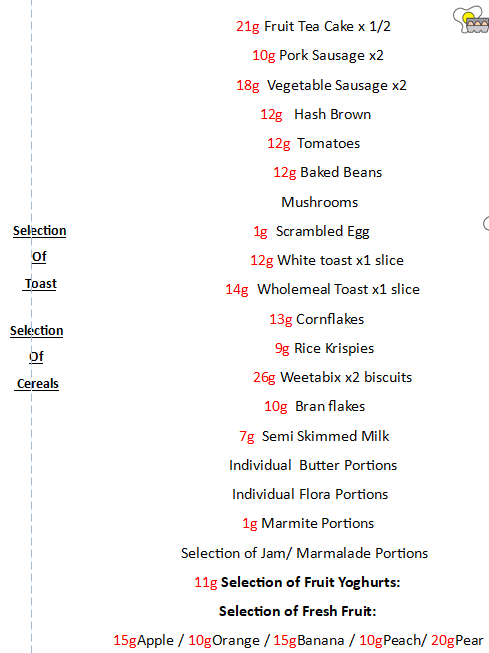 21g Fruit Tea Cake x 1/2
10g Pork Sausage x2
18g Vegetable Sausage x2
12g Hash Brown
12g Tomatoes
12g Baked Beans
Mushrooms
Selection
Of
Toast
1g Scrambled Egg
12g White toast x1 slice
14g Wholemeal Toast x1 slice
Selection
Of
Cereals
13g Cornflakes
9g Rice Krispies
26g Weetabix x2 biscuits
10g Bran flakes
7g Semi Skimmed Milk
Individual Butter Portions
Individual Flora Portions
1g Marmite Portions
Selection of Jam/ Marmalade Portions
11g Selection of Fruit Yoghurts:
Selection of Fresh Fruit:
15gApple / 10gOrange / 15gBanana / 10gPeach/ 20gPear